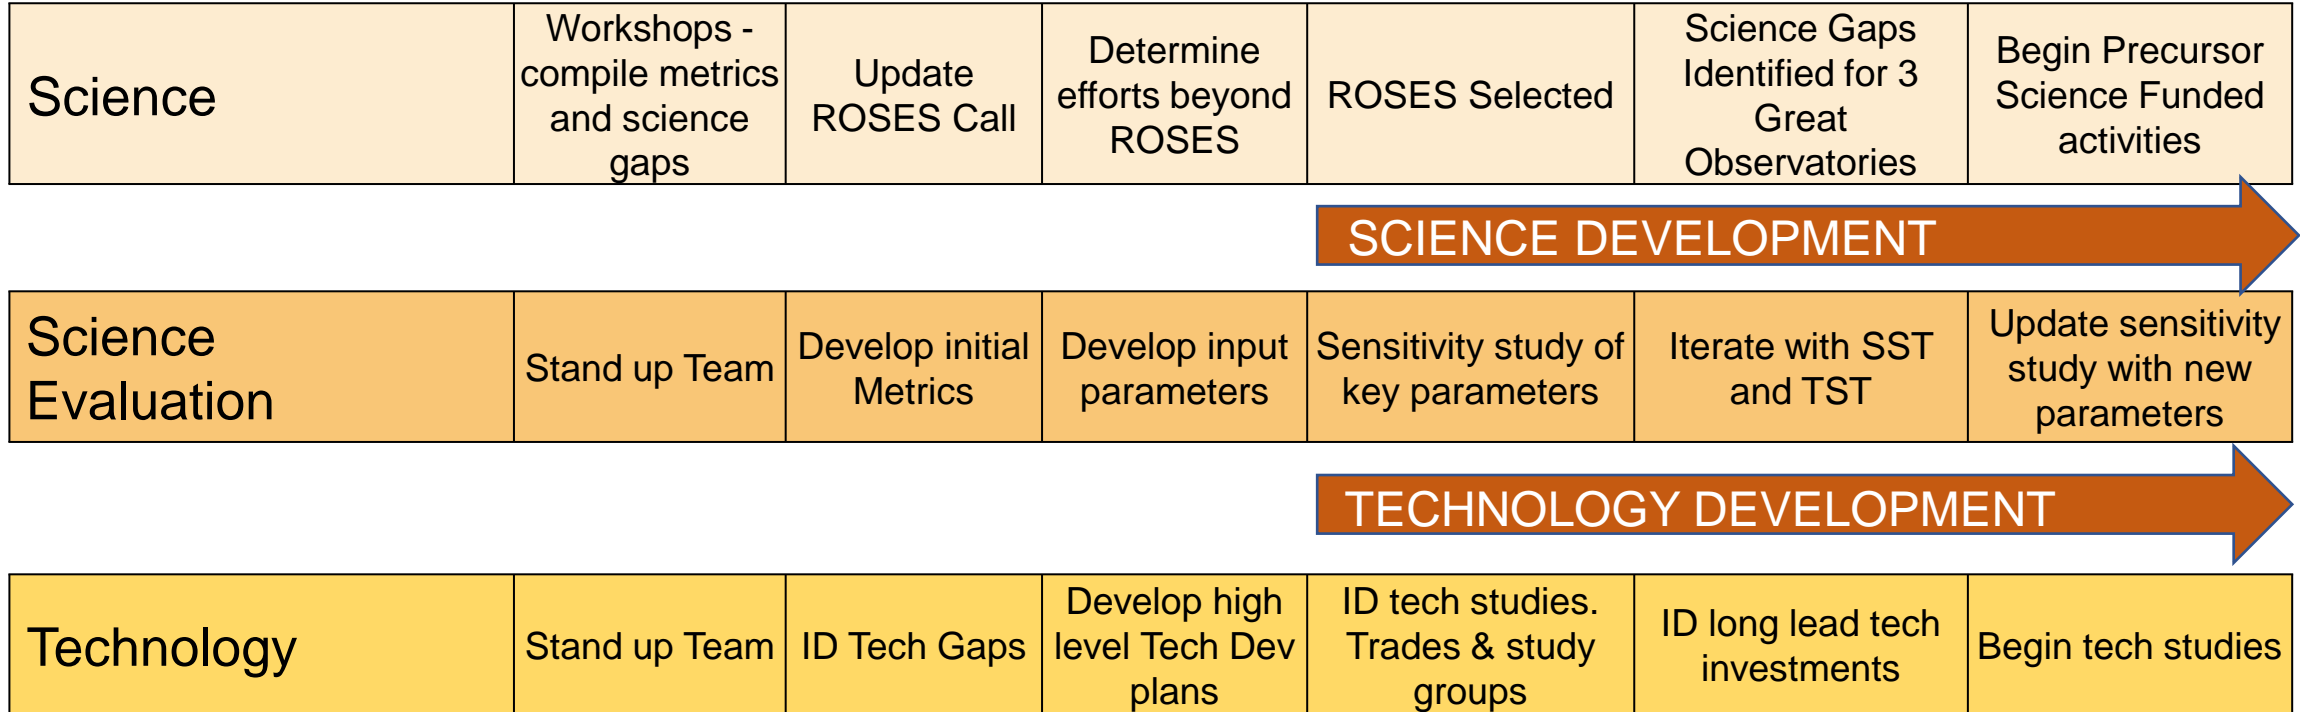 Science
Workshops -
compile metrics
and science
gaps
Update
ROSES Call
Determine
efforts beyond
ROSES
ROSES Selected
Science Gaps
Identified for 3
Great
Observatories
Begin Precursor
Science Funded
activities
SCIENCE DEVELOPMENT
Science
Evaluation
Stand up Team
Develop initial
Metrics
Develop input
parameters
Sensitivity study of
key parameters
Iterate with SST
and TST
Update sensitivity
study with new
parameters
TECHNOLOGY DEVELOPMENT
Technology
Stand up Team
ID Tech Gaps
Develop high
level Tech Dev
plans
ID tech studies.
Trades & study
groups
ID long lead tech
investments
Begin tech studies